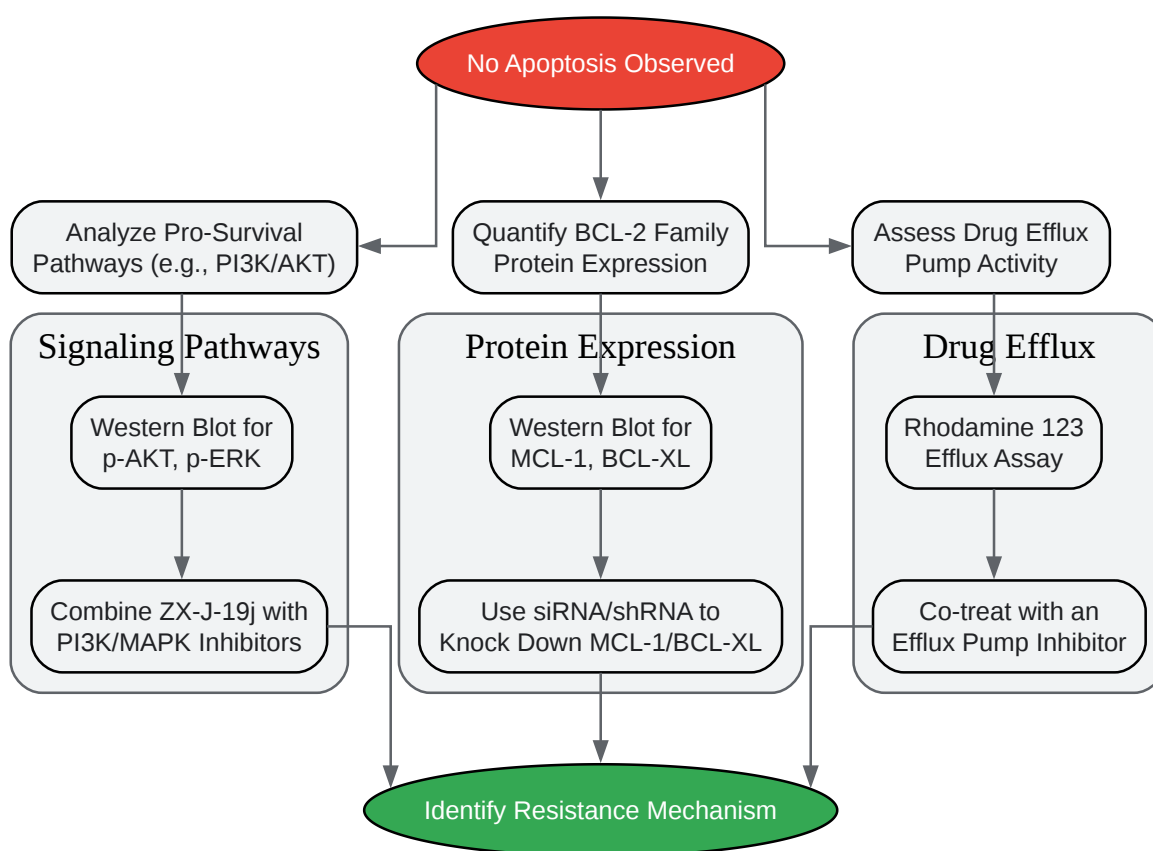 No Apoptosis Observed
Analyze Pro-Survival
Pathways (e.g., PI3K/AKT)
Quantify BCL-2 Family
Protein Expression
Assess Drug Efflux
Pump Activity
Signaling Pathways
Protein Expression
Drug Efflux
Western Blot for
p-AKT, p-ERK
Western Blot for
MCL-1, BCL-XL
Rhodamine 123
Efflux Assay
Combine ZX-J-19j with
PI3K/MAPK Inhibitors
Use siRNA/shRNA to
Knock Down MCL-1/BCL-XL
Co-treat with an
Efflux Pump Inhibitor
Identify Resistance Mechanism